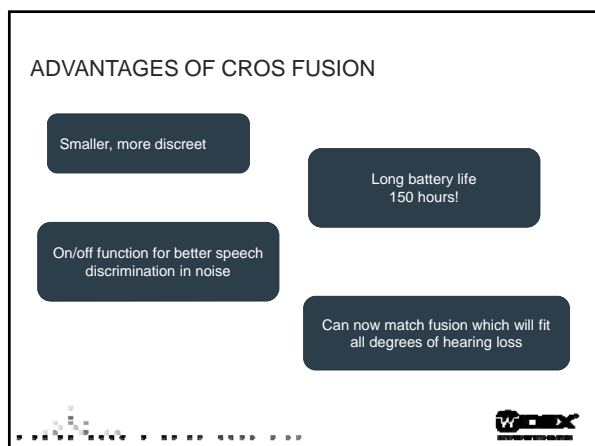 ADVANTAGES OF CROS FUSION
Smaller, more discreet
Long battery life
150 hours!
On/off function for better speech
discrimination in noise
Can now match fusion which will fit
all degrees of hearing loss
WIDEX